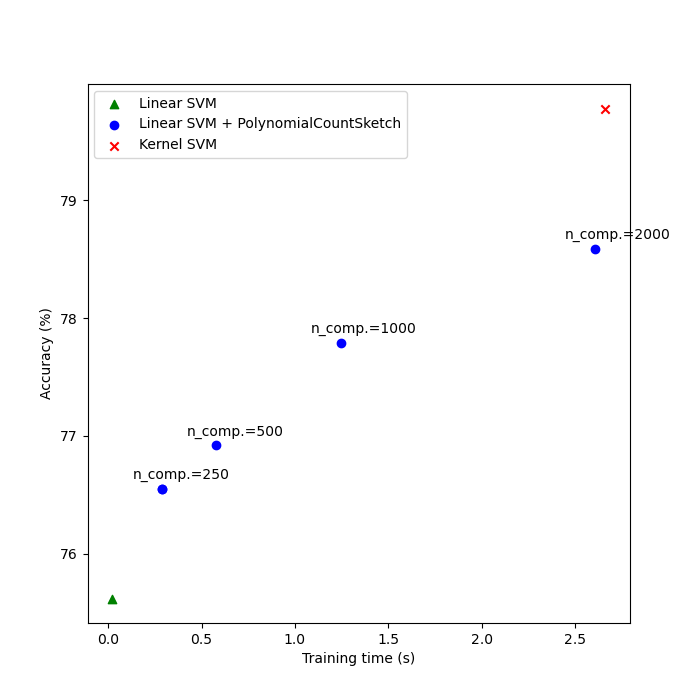 Linear SVM
Linear SVM + PolynomialCountSketch
Kernel SVM
79
n_comp.=2000
78
n_comp.=1000
77
n_comp.=500
n_comp.=250
76
0.0 0.5 1.0 1.5 2.0 2.5
Training time (s)
Accuracy (%)